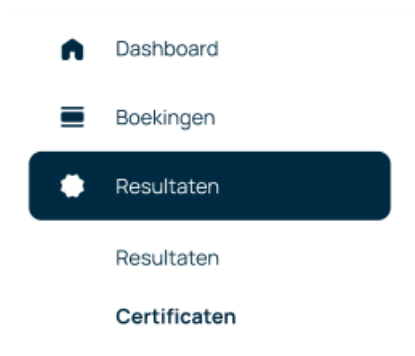 Dashboard
Boekingen
Resultaten
Resultaten
Certificaten